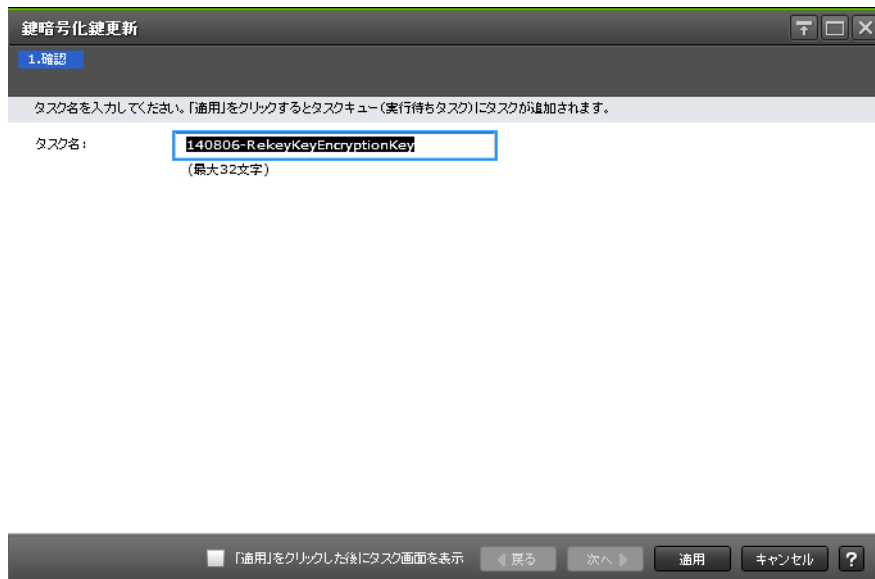 鍵暗号化鍵更新
1.確認
タスク名を入力してください。「適用」をクリックするとタスクキュー(実行待ちタスク)にタスクが追加されます。
タスク名: 140806-RekeyKeyEncryptionKey
(最大32文字)
「適用」をクリックした後にタスク画面を表示 ◀ 戻る 次へ ▶ 適用 キャンセル ?